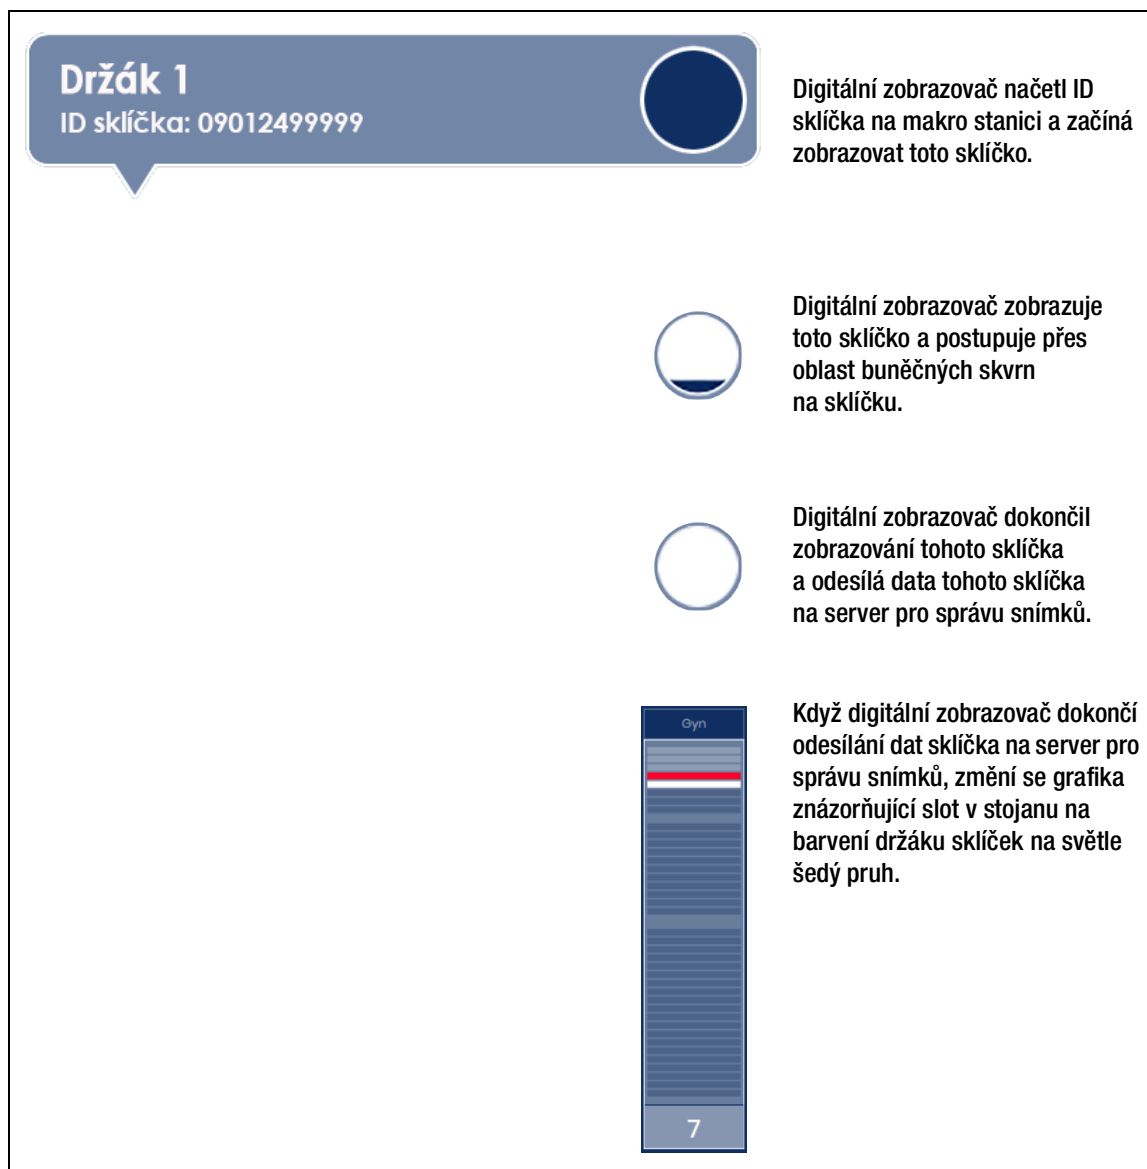 Držák 1
ID sklíčka: 09012499999
Digitální zobrazovač načetl ID
sklíčka na makro stanici a začíná
zobrazovat toto sklíčko.
Digitální zobrazovač zobrazuje
toto sklíčko a postupuje přes
oblast buněčných skvrn
na sklíčku.
Digitální zobrazovač dokončil
zobrazování tohoto sklíčka
a odesílá data tohoto sklíčka
na server pro správu snímků.
Gyn
Když digitální zobrazovač dokončí
odesílání dat sklíčka na server pro
správu snímků, změní se grafika
znázorňující slot v stojanu na
barvení držáku sklíček na světle
šedý pruh.
7